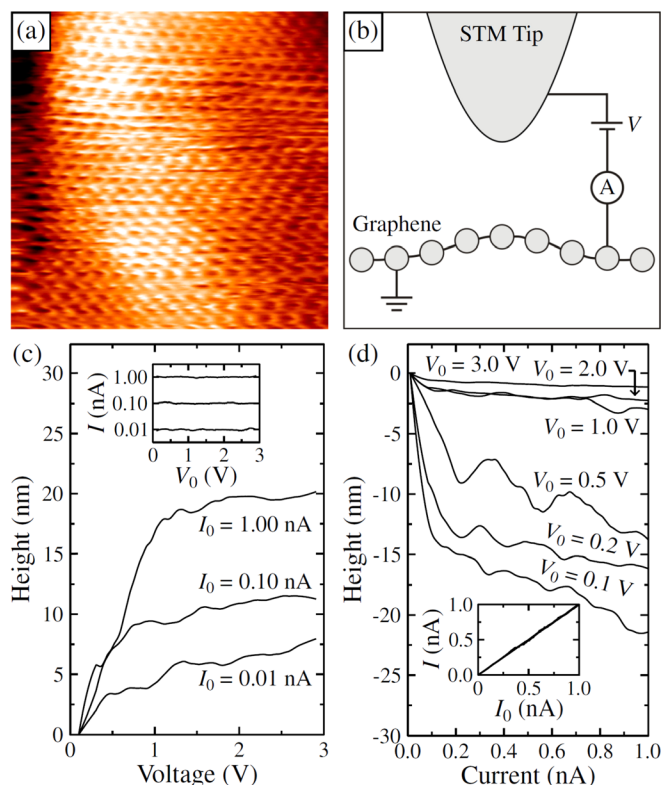 (a)
(b)
STM Tip
V
A
Graphene
(c)
30
25
20
15
10
5
0
Height (nm)
0
1
2
3
Voltage (V)
I (nA)
1.00
0.10
0.01
0 1 2 3
V₀ (V)
I₀ = 1.00 nA
I₀ = 0.10 nA
I₀ = 0.01 nA
(d)
0
-5
-10
-15
-20
-25
-30
Height (nm)
0.0 0.2 0.4 0.6 0.8 1.0
Current (nA)
V₀ = 3.0 V
V₀ = 2.0 V
V₀ = 1.0 V
V₀ = 0.5 V
V₀ = 0.2 V
V₀ = 0.1 V
I (nA)
1.0
0.5
0.0
0 0.5 1.0
I₀ (nA)